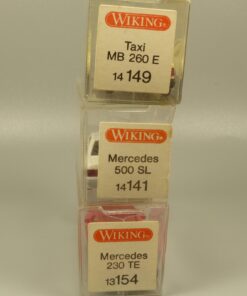 WIKING®
Taxi
MB 260 E
14 149
WIKING®
Mercedes
500 SL
14 141
WIKING®
Mercedes
230 TE
13 154